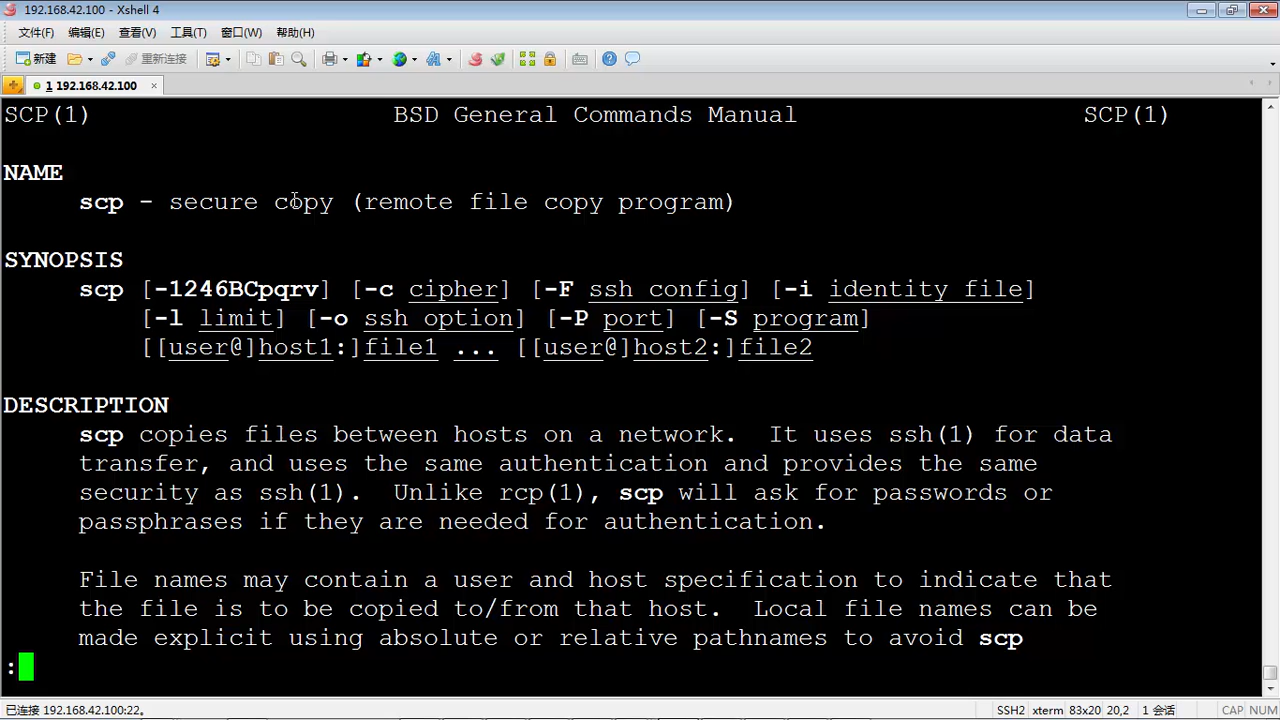 192.168.42.100 - Xshell 4
文件(F) 编辑(E) 查看(V) 工具(T) 窗口(W) 帮助(H)
新建 重新连接
1 192.168.42.100
SCP(1) BSD General Commands Manual SCP(1)
NAME
scp - secure copy (remote file copy program)
SYNOPSIS
scp [-1246BCpqrv] [-c cipher] [-F ssh_config] [-i identity_file]
[-l limit] [-o ssh_option] [-P port] [-S program]
[[user@]host1:]file1 ... [[user@]host2:]file2
DESCRIPTION
scp copies files between hosts on a network.  It uses ssh(1) for data
transfer, and uses the same authentication and provides the same
security as ssh(1).  Unlike rcp(1), scp will ask for passwords or
passphrases if they are needed for authentication.
File names may contain a user and host specification to indicate that
the file is to be copied to/from that host.  Local file names can be
made explicit using absolute or relative pathnames to avoid scp
:
已连接 192.168.42.100:22。 SSH2 xterm 83x20 20,2 1 会话 CAP NUM